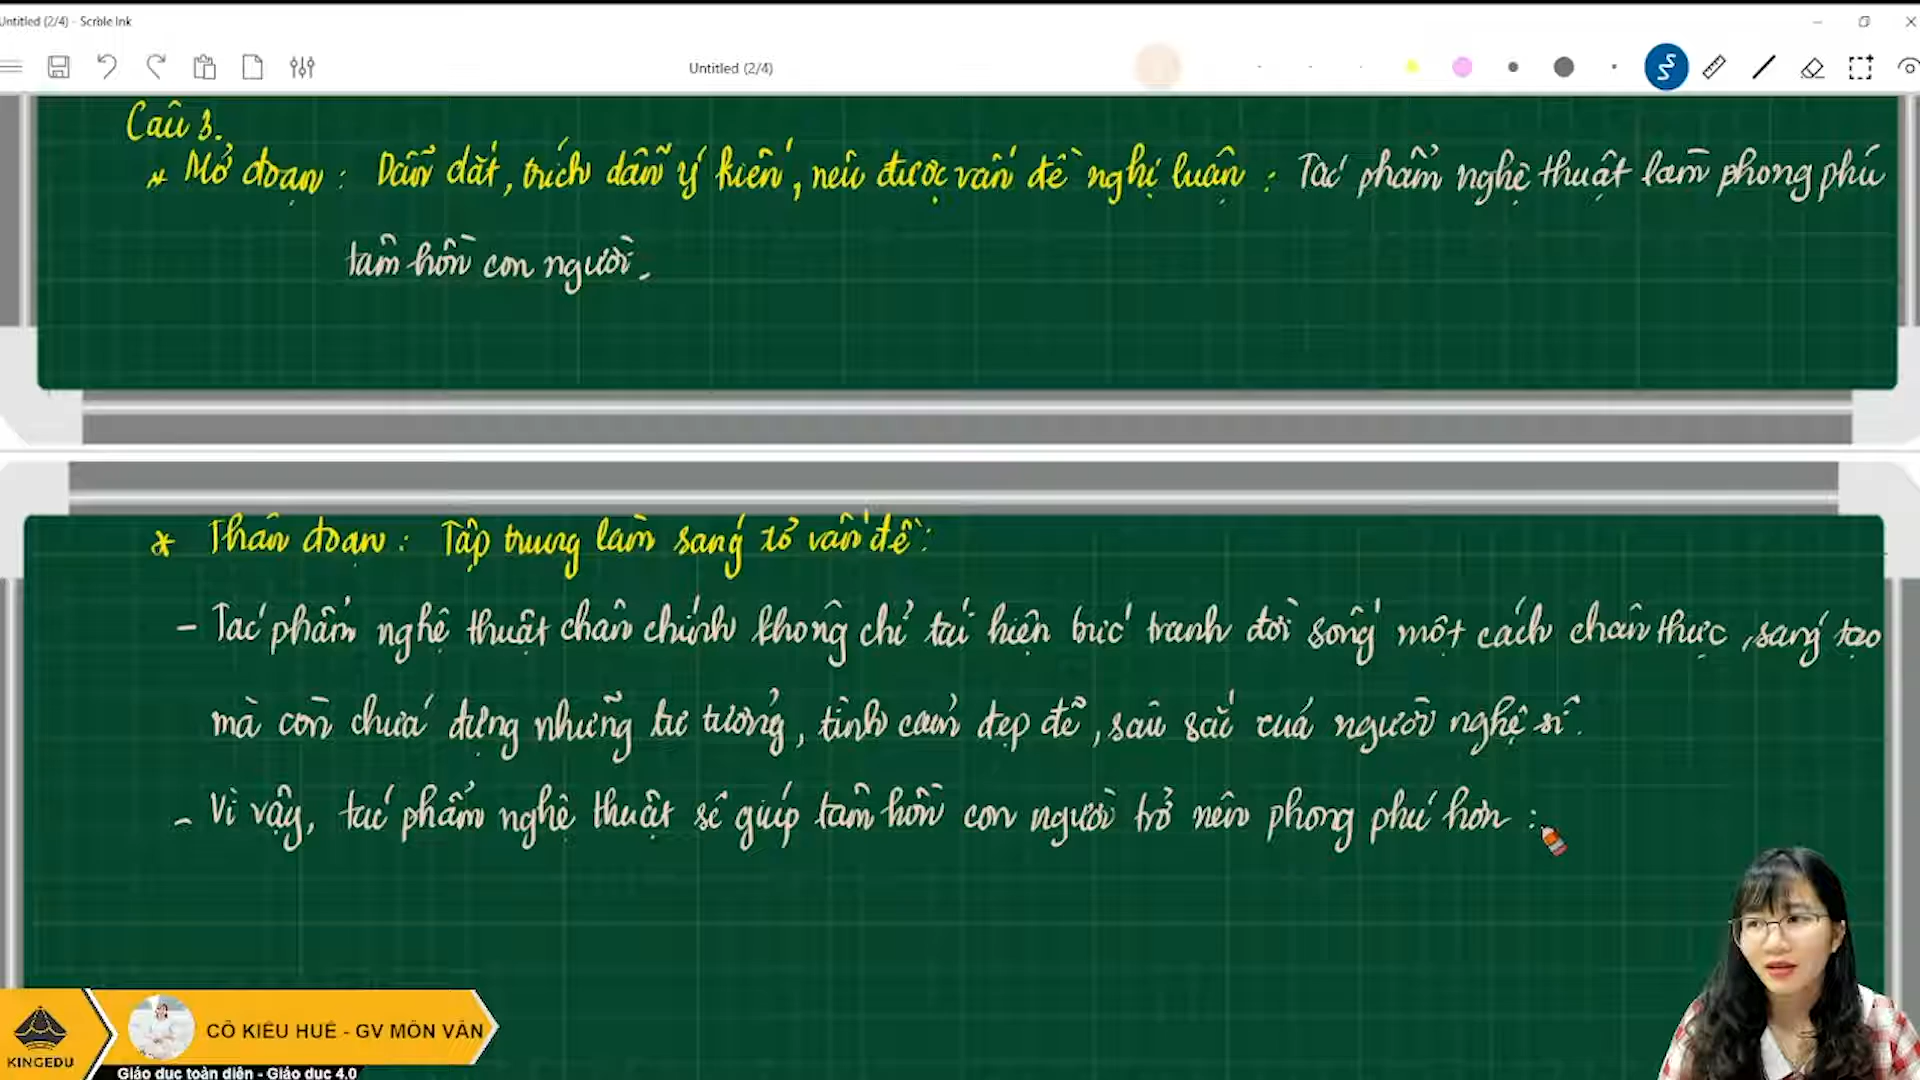 Untitled (2/4) - Scrble Ink
Untitled (2/4)
Câu 3.
* Mở đoạn : Dẫn dắt, trích dẫn ý kiến, nêu được vấn đề nghị luận : Tác phẩm nghệ thuật làm phong phú
tâm hồn con người.
* Thân đoạn : Tập trung làm sáng tỏ vấn đề :
- Tác phẩm nghệ thuật chân chính không chỉ tái hiện bức tranh đời sống một cách chân thực, sáng tạo
mà còn chứa đựng những tư tưởng, tình cảm đẹp đẽ, sâu sắc của người nghệ sĩ.
- Vì vậy, tác phẩm nghệ thuật sẽ giúp tâm hồn con người trở nên phong phú hơn :
CÔ KIỀU HUẾ - GV MÔN VĂN
KINGEDU
Giáo dục toàn diện - Giáo dục 4.0